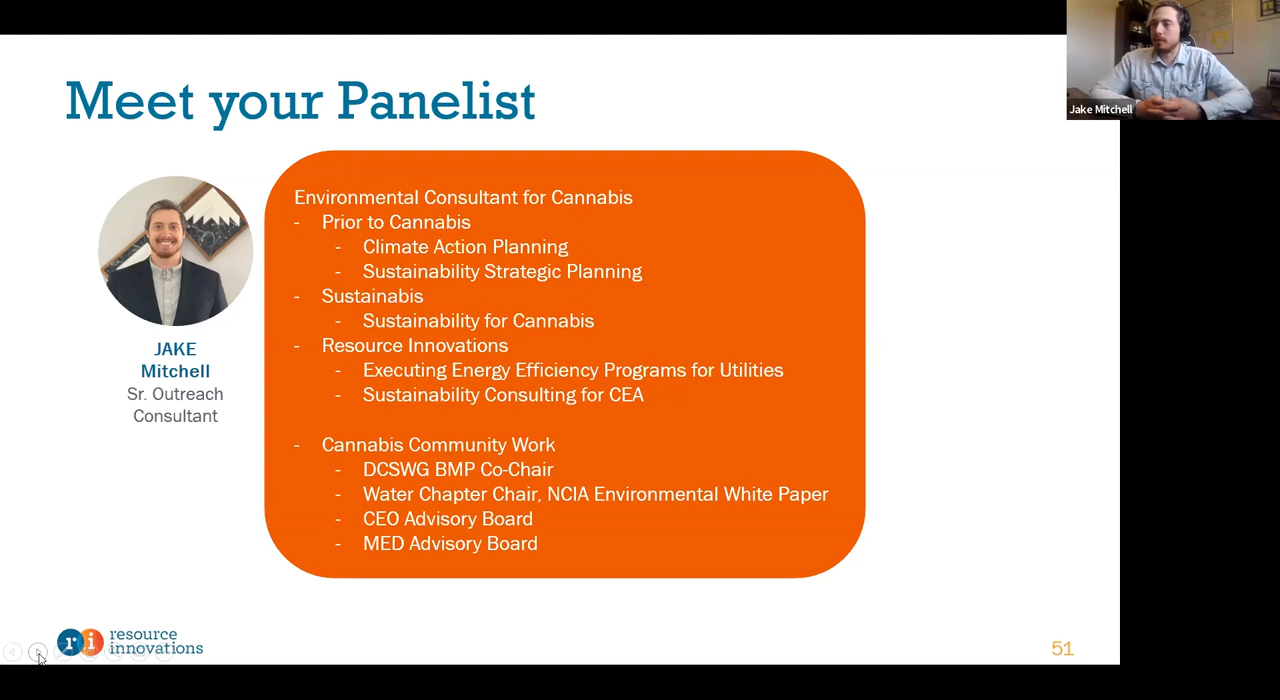 Meet your Panelist
Jake Mitchell
Environmental Consultant for Cannabis
- Prior to Cannabis
- Climate Action Planning
- Sustainability Strategic Planning
- Sustainabis
- Sustainability for Cannabis
- Resource Innovations
- Executing Energy Efficiency Programs for Utilities
- Sustainability Consulting for CEA
- Cannabis Community Work
- DCSWG BMP Co-Chair
- Water Chapter Chair, NCIA Environmental White Paper
- CEO Advisory Board
- MED Advisory Board
JAKE
Mitchell
Sr. Outreach
Consultant
ri resource
innovations
51